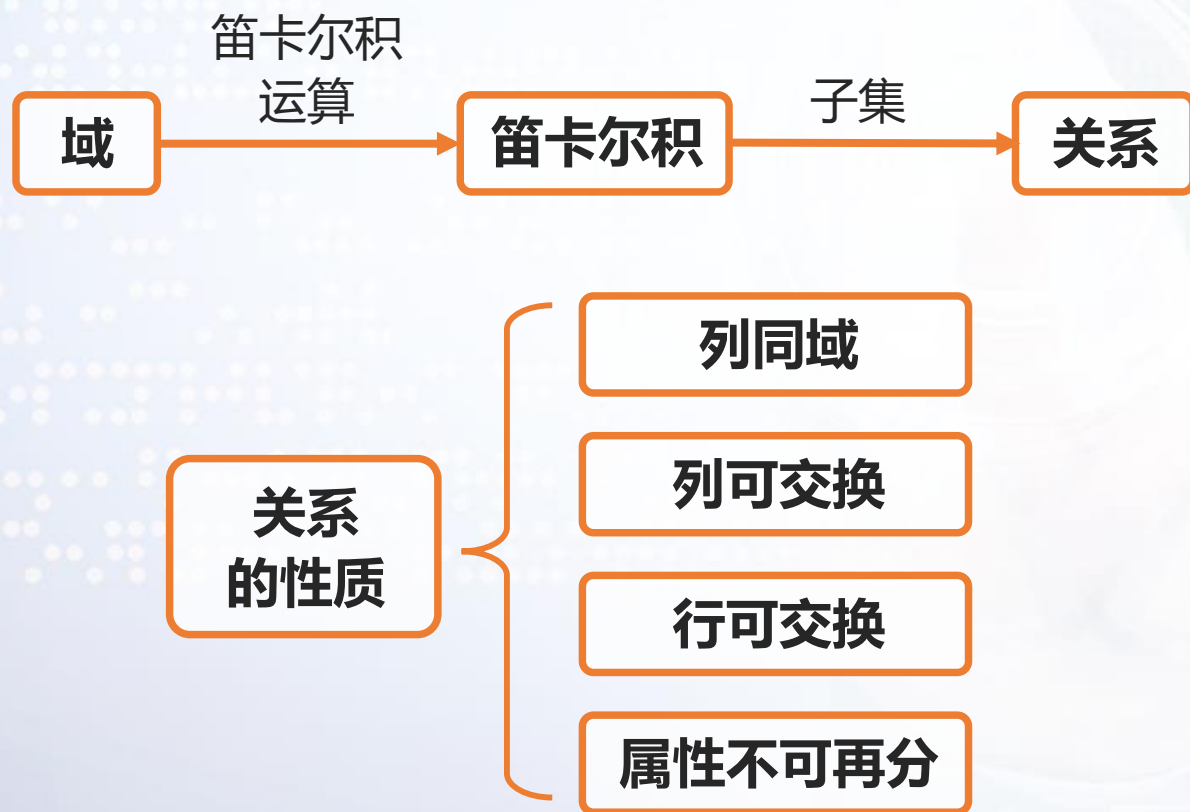 笛卡尔积
运算
子集
域
笛卡尔积
关系
关系
的性质
列同域
列可交换
行可交换
属性不可再分